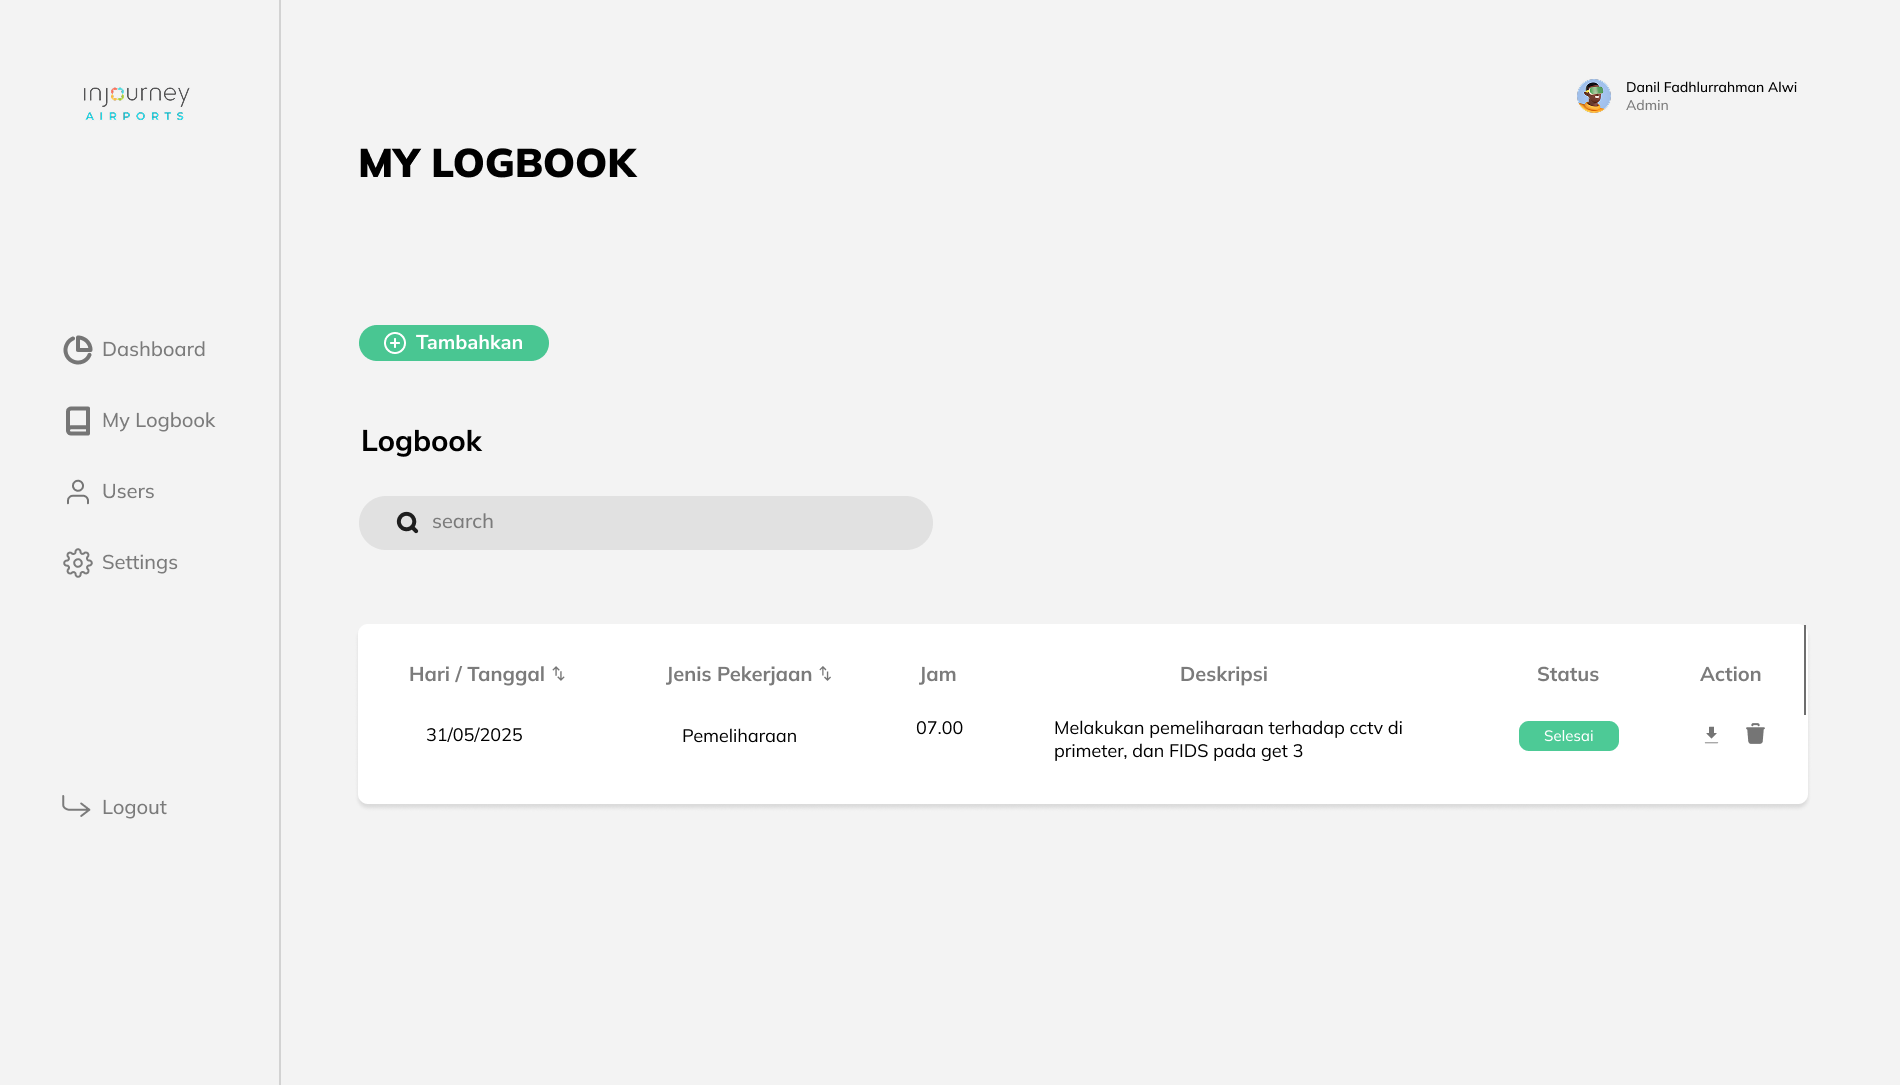 injourney
AIRPORTS
Danil Fadhlurrahman Alwi
Admin
MY LOGBOOK
Tambahkan
Dashboard
My Logbook
Users
Settings
Logout
Logbook
search
Hari / Tanggal Jenis Pekerjaan Jam Deskripsi Status Action
31/05/2025 Pemeliharaan 07.00 Melakukan pemeliharaan terhadap cctv di
primeter, dan FIDS pada get 3
Selesai